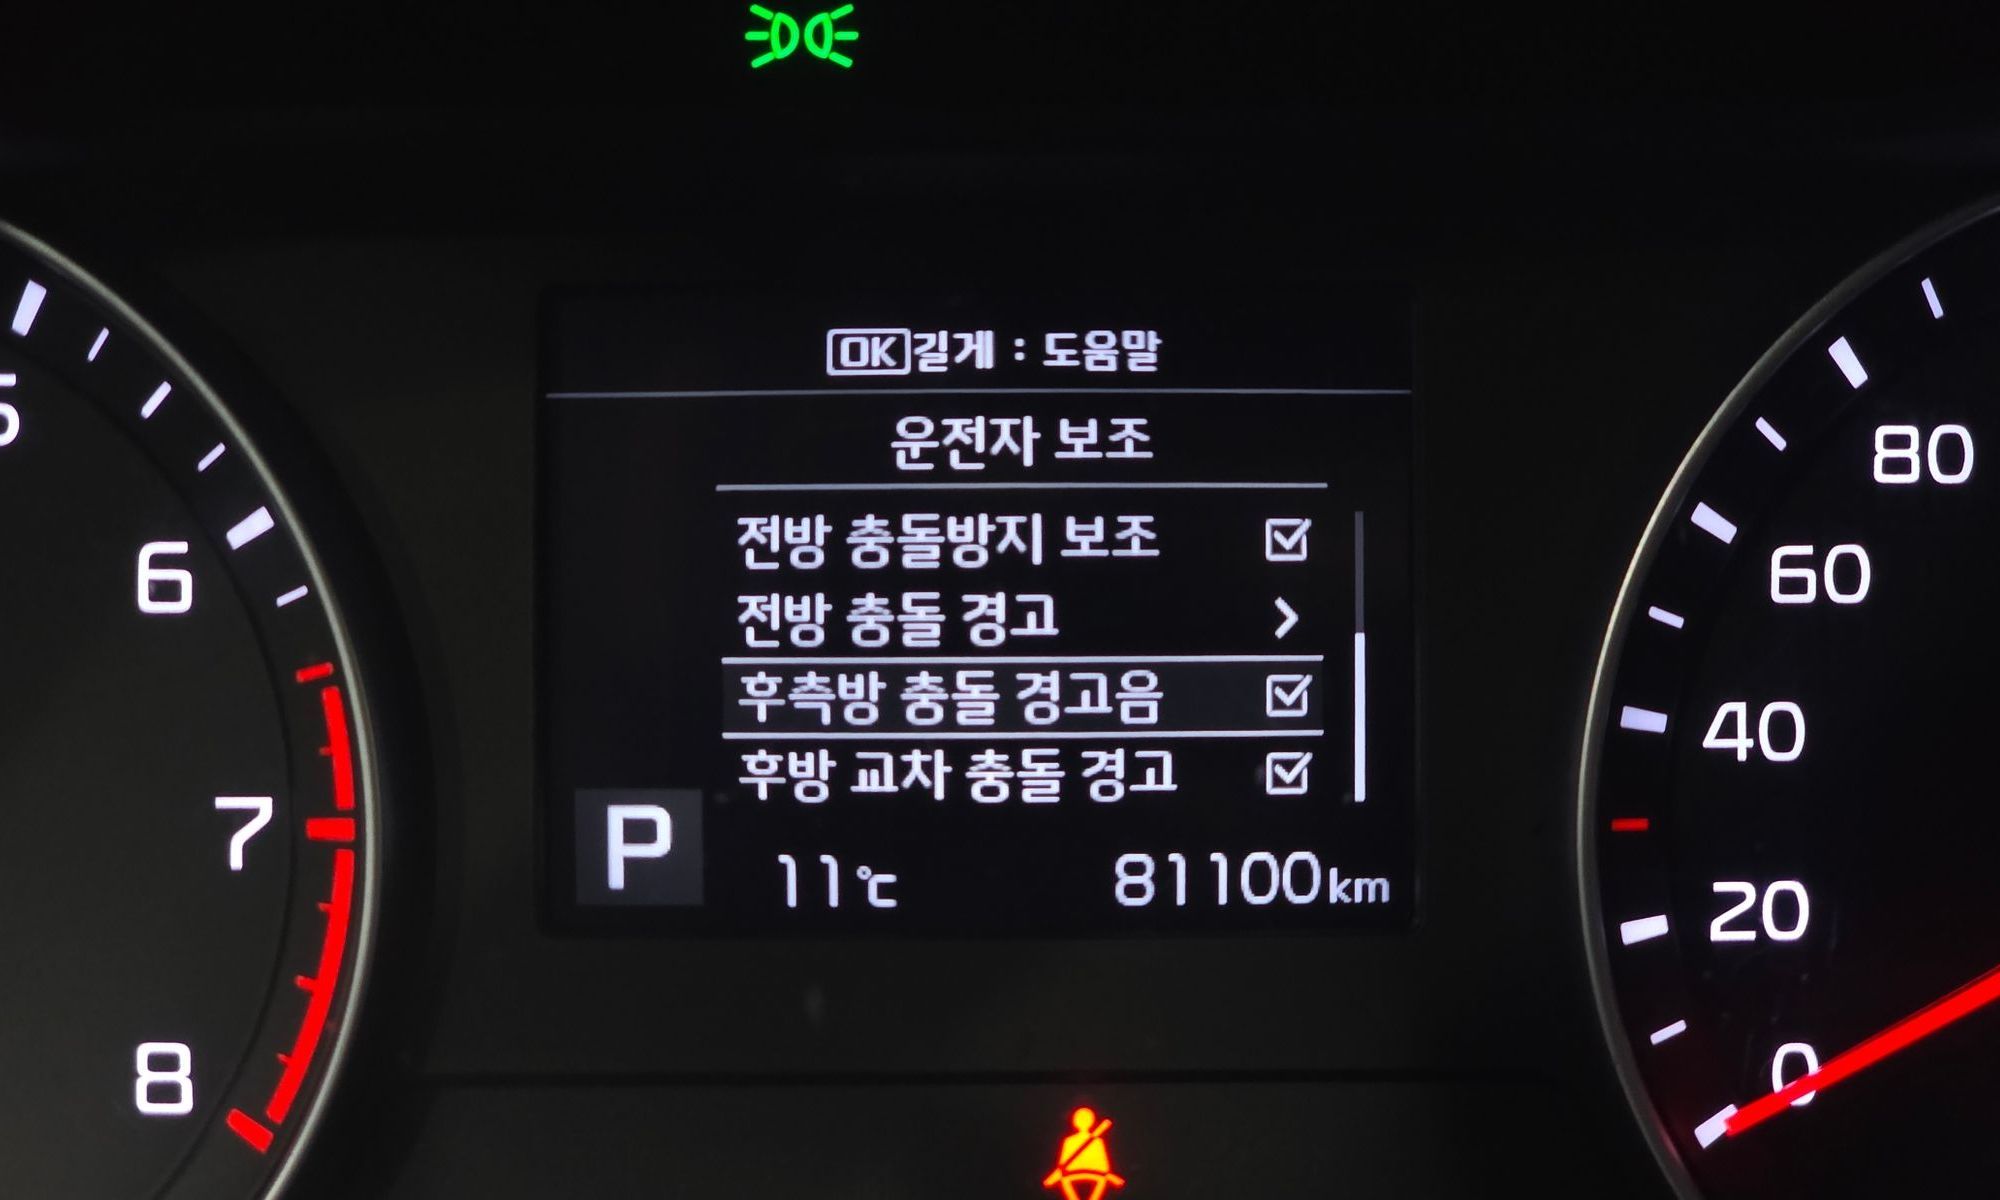 OK길게 : 도움말
운전자 보조
전방 충돌방지 보조
전방 충돌 경고
후측방 충돌 경고음
후방 교차 충돌 경고
P
11℃ 81100km
5
6
7
8
80
60
40
20
0